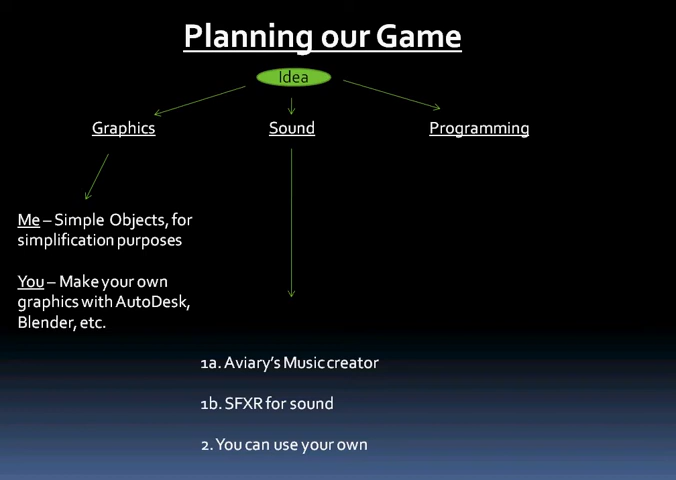 Planning our Game
Idea
Graphics
Sound
Programming
Me – Simple Objects, for
simplification purposes
You – Make your own
graphics with AutoDesk,
Blender, etc.
1a. Aviary's Music creator
1b. SFXR for sound
2. You can use your own